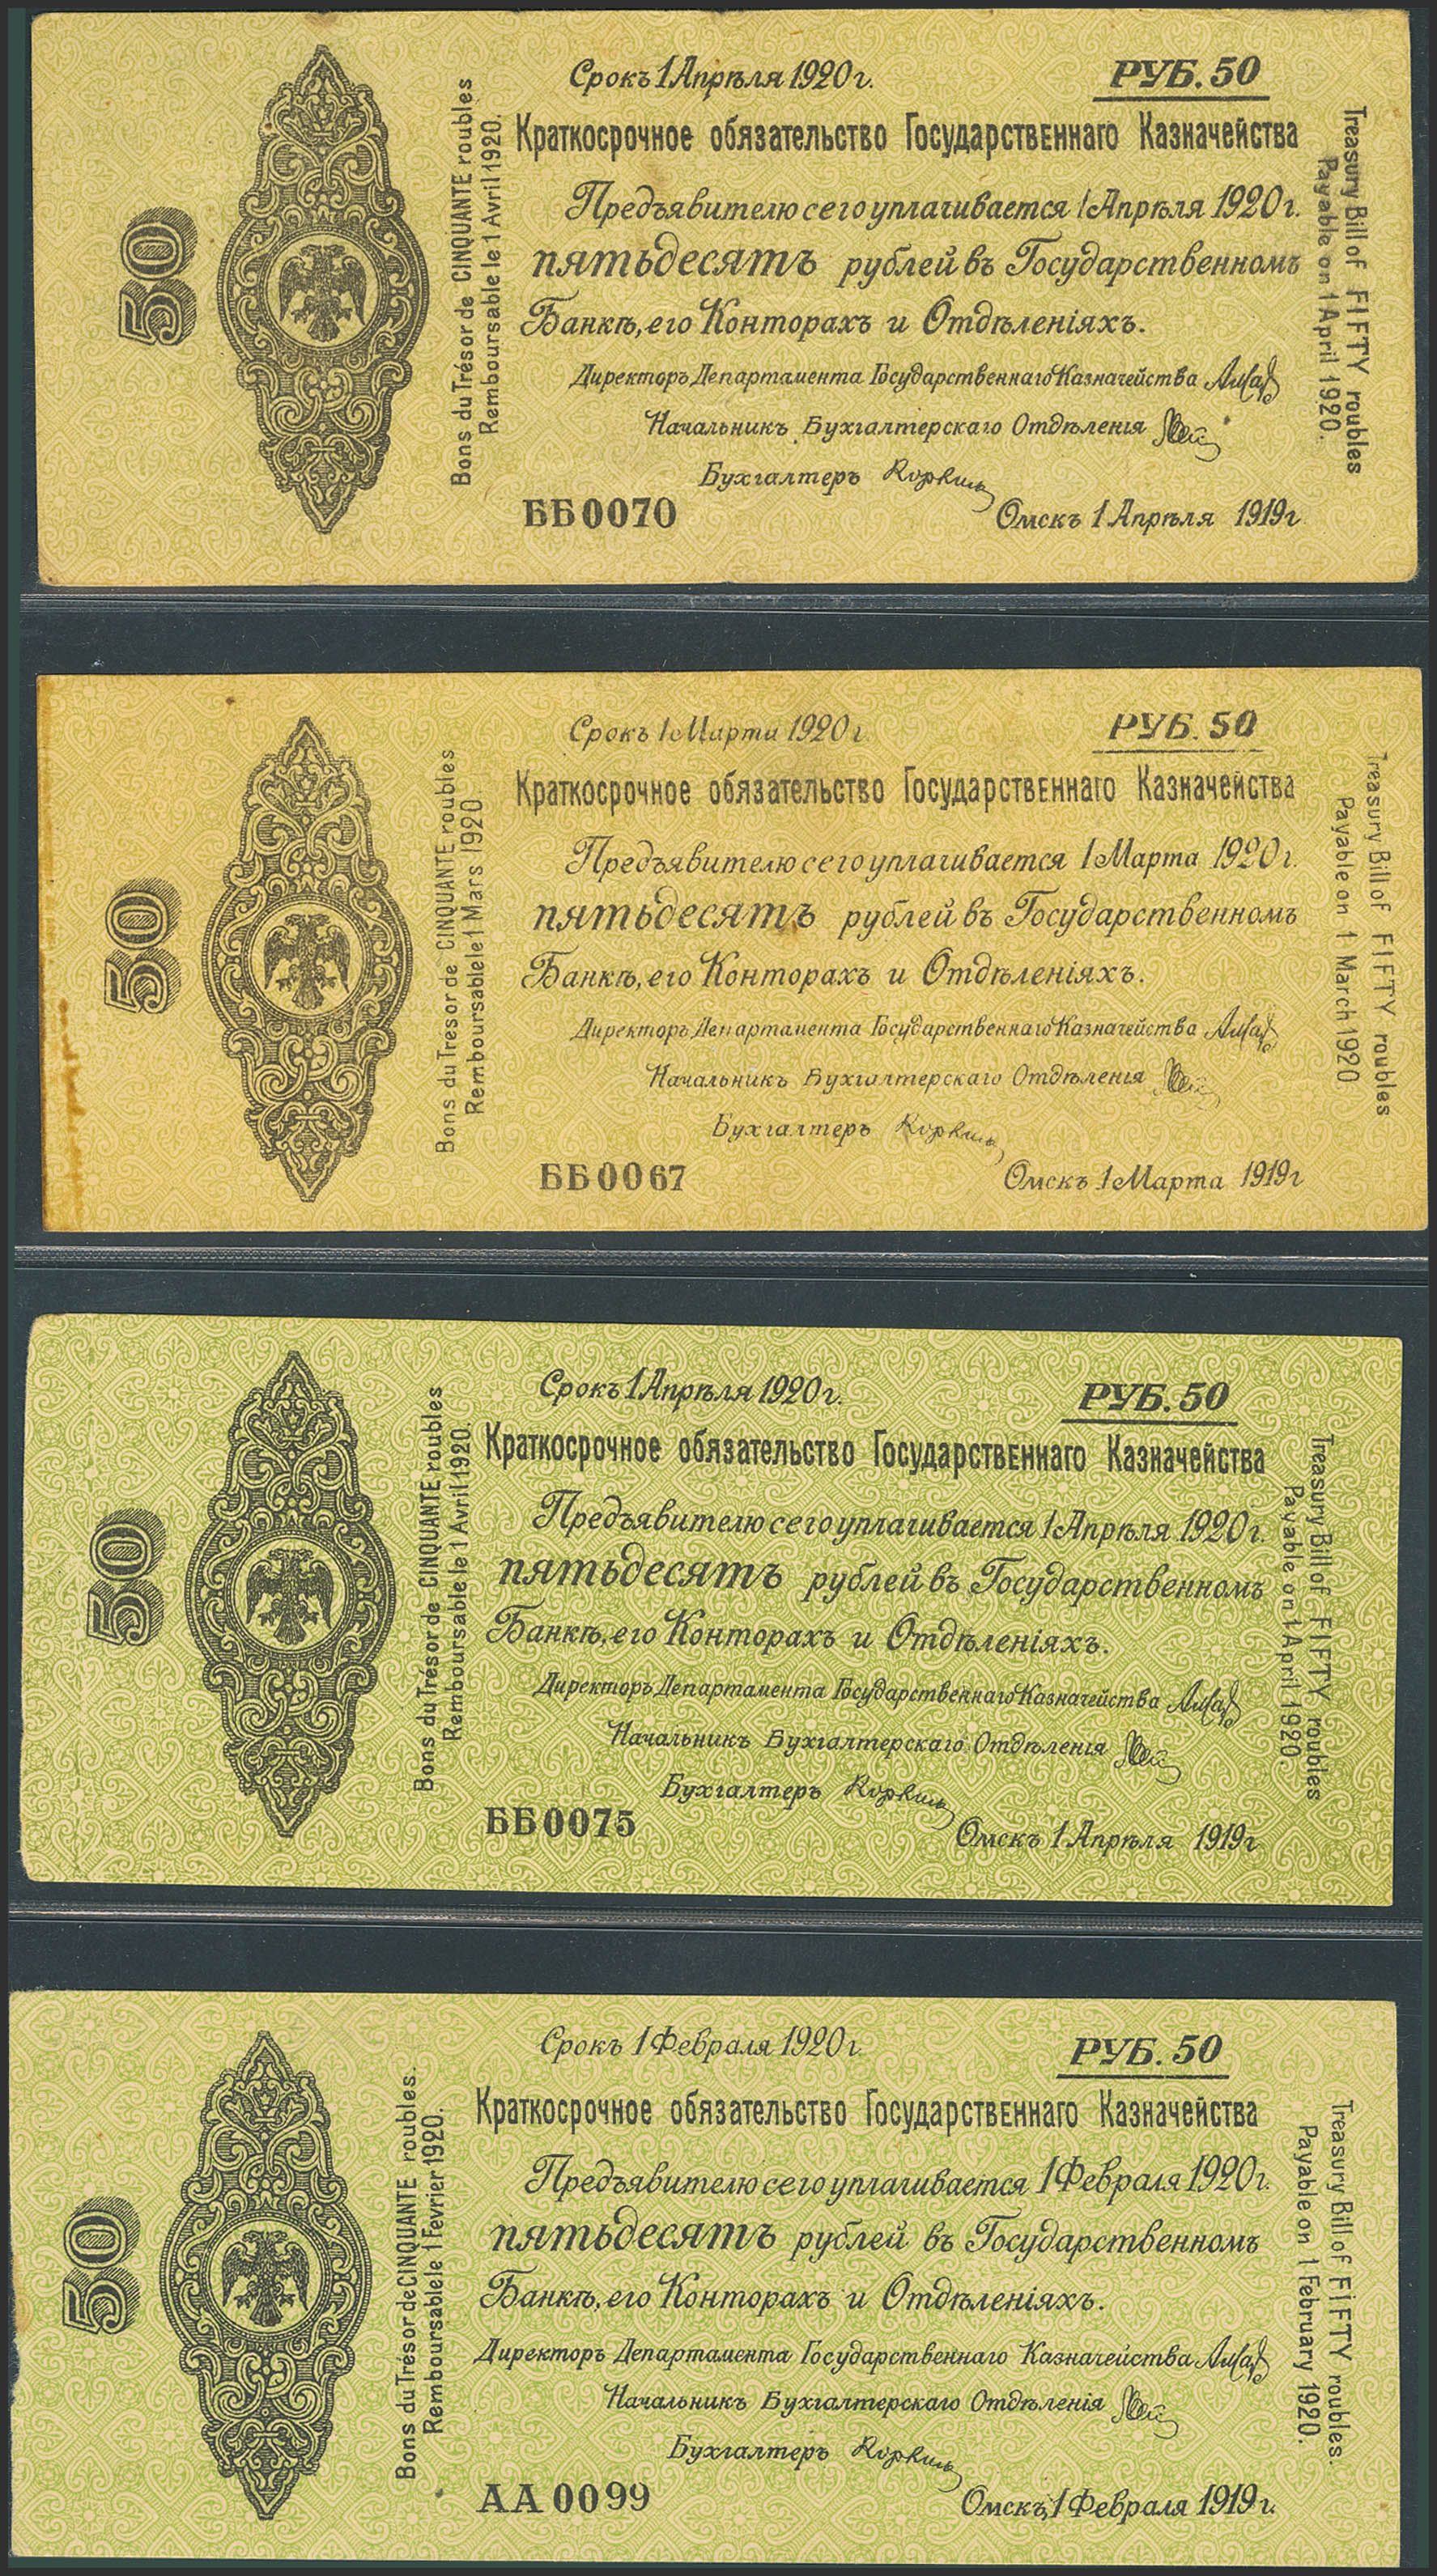 50
Bons du Trésor de CINQUANTE roubles
Remboursable le 1 Avril 1920.
Срокъ 1 Апрѣля 1920 г.
РУБ. 50
Краткосрочное обязательство Государственнаго Казначейства
Предъявителю сего уплачивается 1 Апрѣля 1920 г.
пятьдесятъ рублей въ Государственномъ
Банкѣ, его Конторахъ и Отдѣленіяхъ.
Директоръ Департамента Государственнаго Казначейства
Начальникъ Бухгалтерскаго Отдѣленія
Бухгалтеръ
ББ 0070
Омскъ 1 Апрѣля 1919 г
Treasury Bill of FIFTY roubles
Payable on 1 April 1920.
50
Bons du Tresor de CINQUANTE roubles
Remboursable le 1 Mars 1920
Срокъ 1 Марта 1920 г
РУБ. 50
Краткосрочное обязательство Государственнаго Казначейства
Предъявителю сего уплачивается 1 Марта 1920 г.
пятьдесятъ рублей въ Государственномъ
Банкѣ, его Конторахъ и Отдѣленіяхъ.
Директоръ Департамента Государственнаго Казначейства
Начальникъ Бухгалтерскаго Отдѣленія
Бухгалтеръ
ББ 0067
Омскъ 1 Марта 1919 г
Treasury Bill of FIFTY roubles
Payable on 1 March 1920
50
Bons du Trésor de CINQUANTE roubles
Remboursable le 1 Avril 1920.
Срокъ 1 Апрѣля 1920 г.
РУБ. 50
Краткосрочное обязательство Государственнаго Казначейства
Предъявителю сего уплачивается 1 Апрѣля 1920 г.
пятьдесятъ рублей въ Государственномъ
Банкѣ, его Конторахъ и Отдѣленіяхъ.
Директоръ Департамента Государственнаго Казначейства
Начальникъ Бухгалтерскаго Отдѣленія
Бухгалтеръ
ББ 0075
Омскъ 1 Апрѣля 1919 г
Treasury Bill of FIFTY roubles
Payable on 1 April 1920.
50
Bons du Trésor de CINQUANTE roubles.
Remboursable le 1 Fevrier 1920.
Срокъ 1 Февраля 1920 г.
РУБ. 50
Краткосрочное обязательство Государственнаго Казначейства
Предъявителю сего уплачивается 1 Февраля 1920 г.
пятьдесятъ рублей въ Государственномъ
Банкѣ, его Конторахъ и Отдѣленіяхъ.
Директоръ Департамента Государственнаго Казначейства
Начальникъ Бухгалтерскаго Отдѣленія
Бухгалтеръ
АА 0099
Омскъ, 1 Февраля 1919 г.
Treasury Bill of FIFTY roubles.
Payable on 1 February 1920.